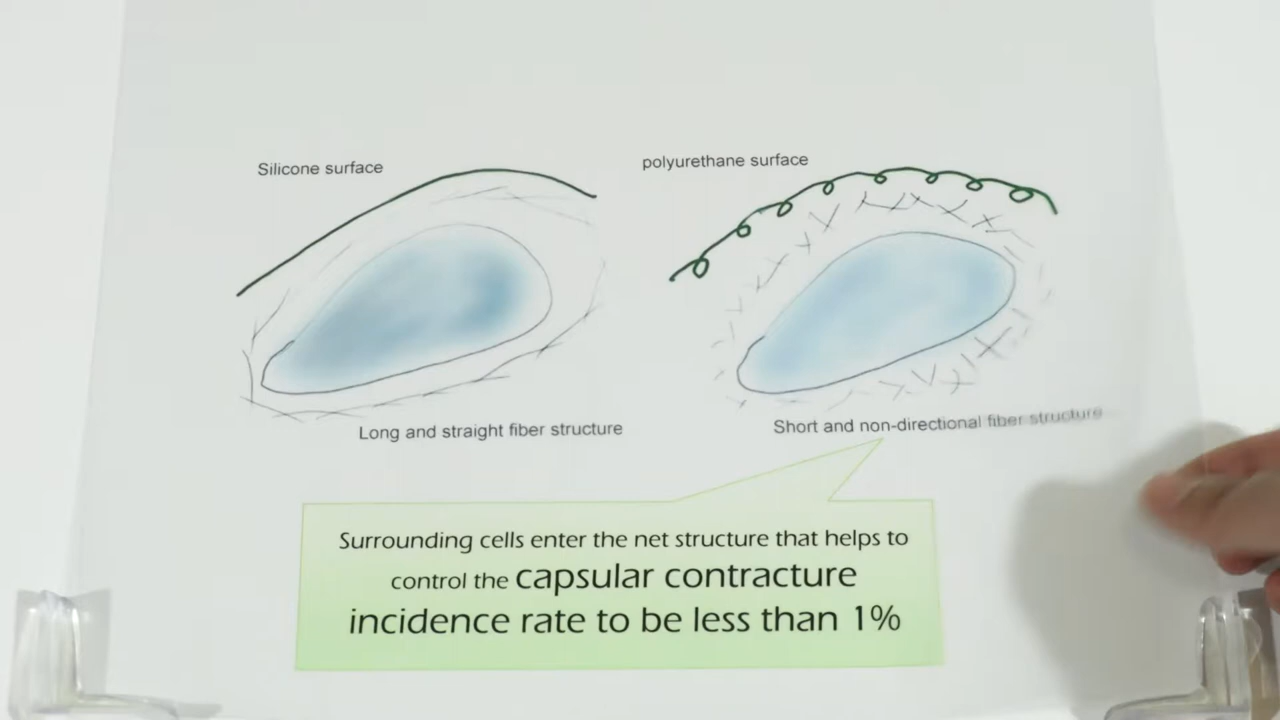 Silicone surface
polyurethane surface
Long and straight fiber structure
Short and non-directional fiber structure
Surrounding cells enter the net structure that helps to
control the capsular contracture
incidence rate to be less than 1%